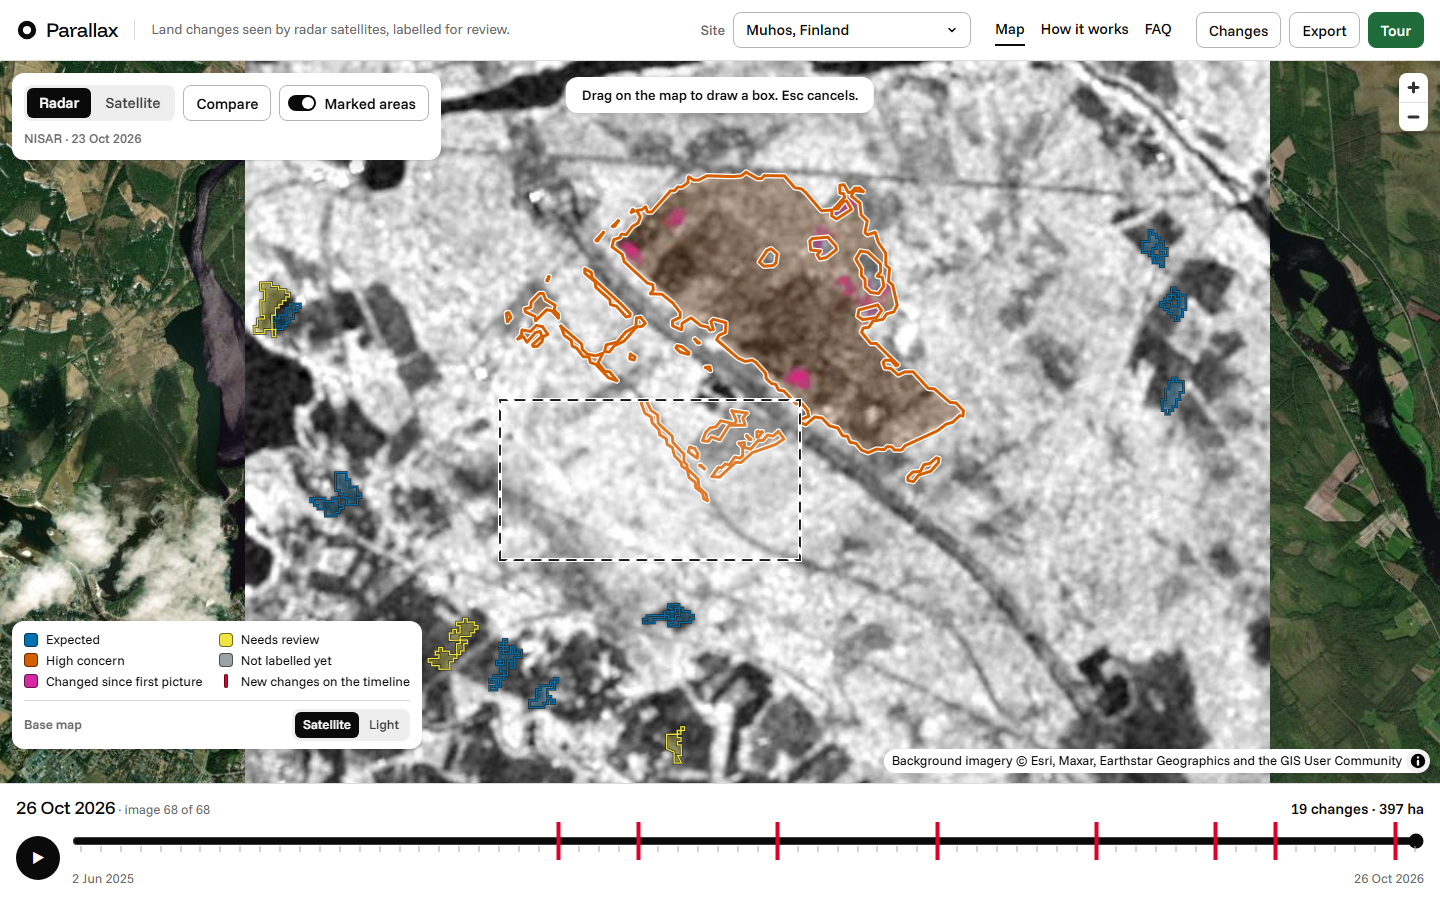 Parallax
Land changes seen by radar satellites, labelled for review.
Site
Muhos, Finland
Map
How it works
FAQ
Changes
Export
Tour
Radar
Satellite
Compare
Marked areas
NISAR · 23 Oct 2026
Drag on the map to draw a box. Esc cancels.
+
−
Expected
Needs review
High concern
Not labelled yet
Changed since first picture
New changes on the timeline
Base map
Satellite
Light
Background imagery © Esri, Maxar, Earthstar Geographics and the GIS User Community
26 Oct 2026 · image 68 of 68
19 changes · 397 ha
2 Jun 2025
26 Oct 2026